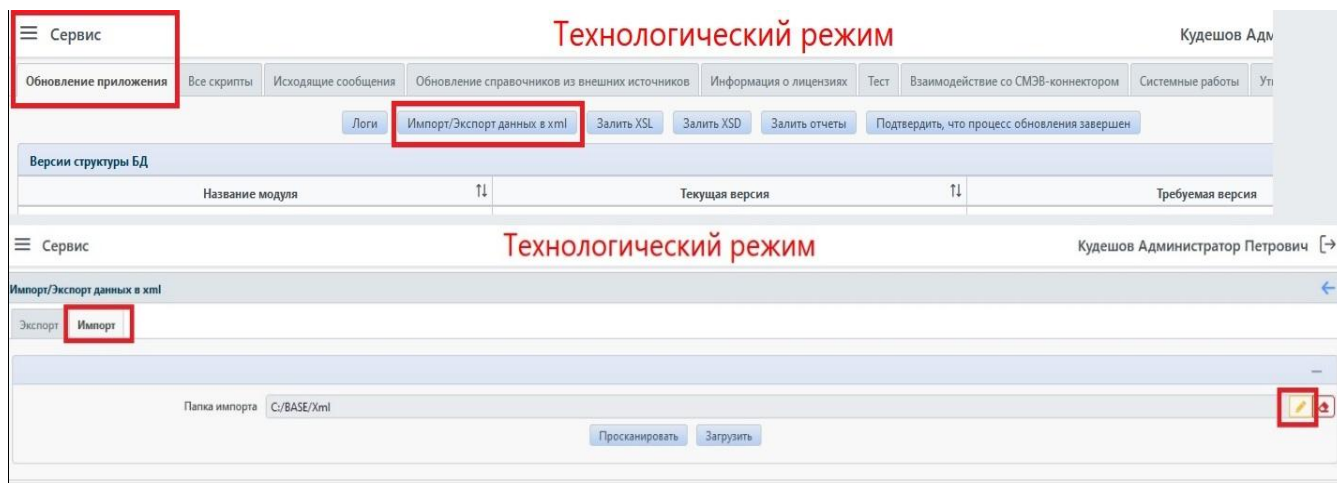 Сервис Технологический режим Кудешов Адм
Обновление приложения Все скрипты Исходящие сообщения Обновление справочников из внешних источников Информация о лицензиях Тест Взаимодействие со СМЭВ-коннектором Системные работы Ути
Логи Импорт/Экспорт данных в xml Залить XSL Залить XSD Залить отчеты Подтвердить, что процесс обновления завершен
Версии структуры БД
Название модуля Текущая версия Требуемая версия
Сервис Технологический режим Кудешов Администратор Петрович
Импорт/Экспорт данных в xml
Экспорт Импорт
Папка импорта C:/BASE/Xml
Просканировать Загрузить